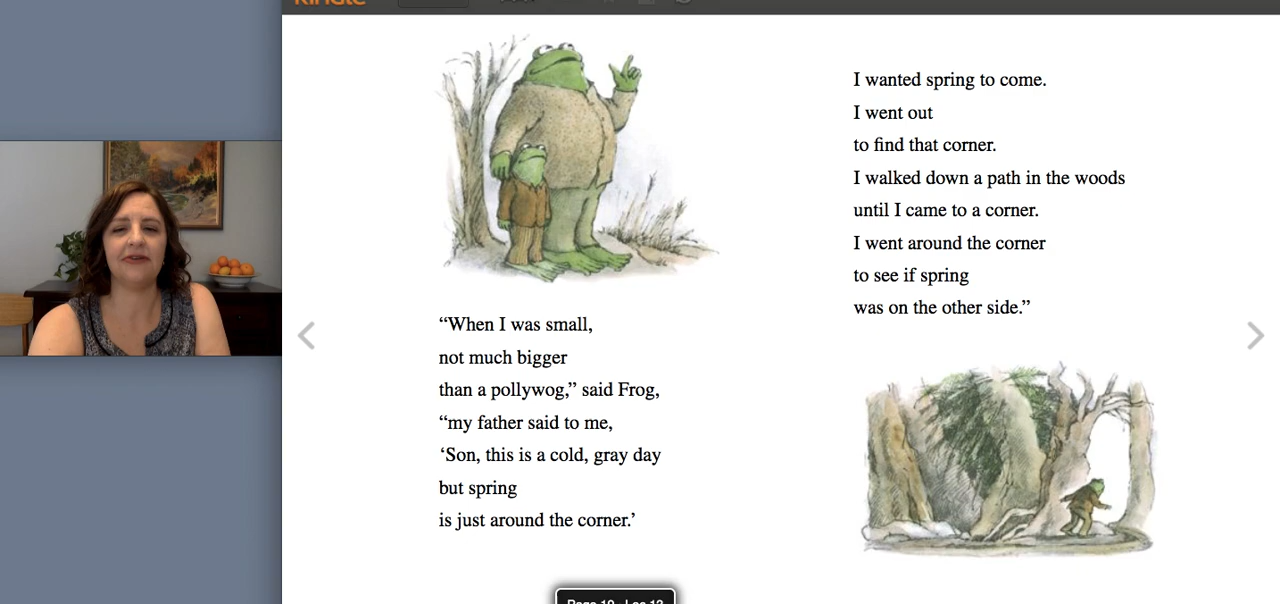 “When I was small,
not much bigger
than a pollywog,” said Frog,
“my father said to me,
‘Son, this is a cold, gray day
but spring
is just around the corner.’
I wanted spring to come.
I went out
to find that corner.
I walked down a path in the woods
until I came to a corner.
I went around the corner
to see if spring
was on the other side.”